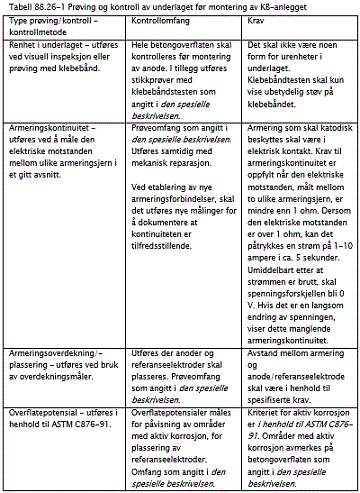 Tabell 88.26-1 Prøving og kontroll av underlaget før montering av KB-anlegget
Type prøving/kontroll -
kontrollmetode
Kontrollomfang
Krav
Renhet i underlaget - utføres
ved visuell inspeksjon eller
prøving med klebebånd.
Hele betongoverflaten skal
kontrolleres før montering
av anode. I tillegg utføres
stikkprøver med
klebebåndstesten som
angitt i den spesielle
beskrivelsen.
Det skal ikke være noen
form for urenheter i
underlaget.
Klebebåndtesten skal kun
vise ubetydelig støv på
klebebåndet.
Armeringskontinuitet -
utføres ved å måle den
elektriske motstanden
mellom ulike armeringsjern i
et gitt avsnitt.
Prøveomfang som angitt i
den spesielle beskrivelsen.
Utføres samtidig med
mekanisk reparasjon.
Ved etablering av nye
armeringsforbindelser, skal
det utføres nye målinger for
å dokumentere at
kontinuiteten er
tilfredsstillende.
Armering som skal katodisk
beskyttes skal være i
elektrisk kontakt. Krav til
armeringskontinuitet er
oppfylt når den elektriske
motstanden, målt mellom
to ulike armeringsjern, er
mindre enn 1 ohm. Dersom
den elektriske motstanden
er over 1 ohm, kan det
påtrykkes en strøm på 1-10
ampere i ca. 5 sekunder.
Umiddelbart etter at
strømmen er brutt, skal
spenningsforskjellen bli 0
V. Hvis det er en langsom
endring av spenningen,
viser dette manglende
armeringskontinuitet.
Armeringsoverdekning/-
plassering - utføres ved bruk
av overdekningsmåler.
Utføres der anoder og
referanseelektroder skal
plasseres. Prøveomfang
som angitt i den spesielle
beskrivelsen.
Avstand mellom armering
og
anode/referanseelektrode
skal være i henhold til
spesifiserte krav.
Overflatepotensial - utføres i
henhold til ASTM C876-91.
Overflatepotensialer måles
for påvisning av områder
med aktiv korrosjon, for
plassering av
referanseelektroder.
Omfang som angitt i den
spesielle beskrivelsen.
Kriteriet for aktiv korrosjon
er i henhold til ASTM C876-
91. Områder med aktiv
korrosjon avmerkes på
betongoverflaten som
angitt i den spesielle
beskrivelsen.